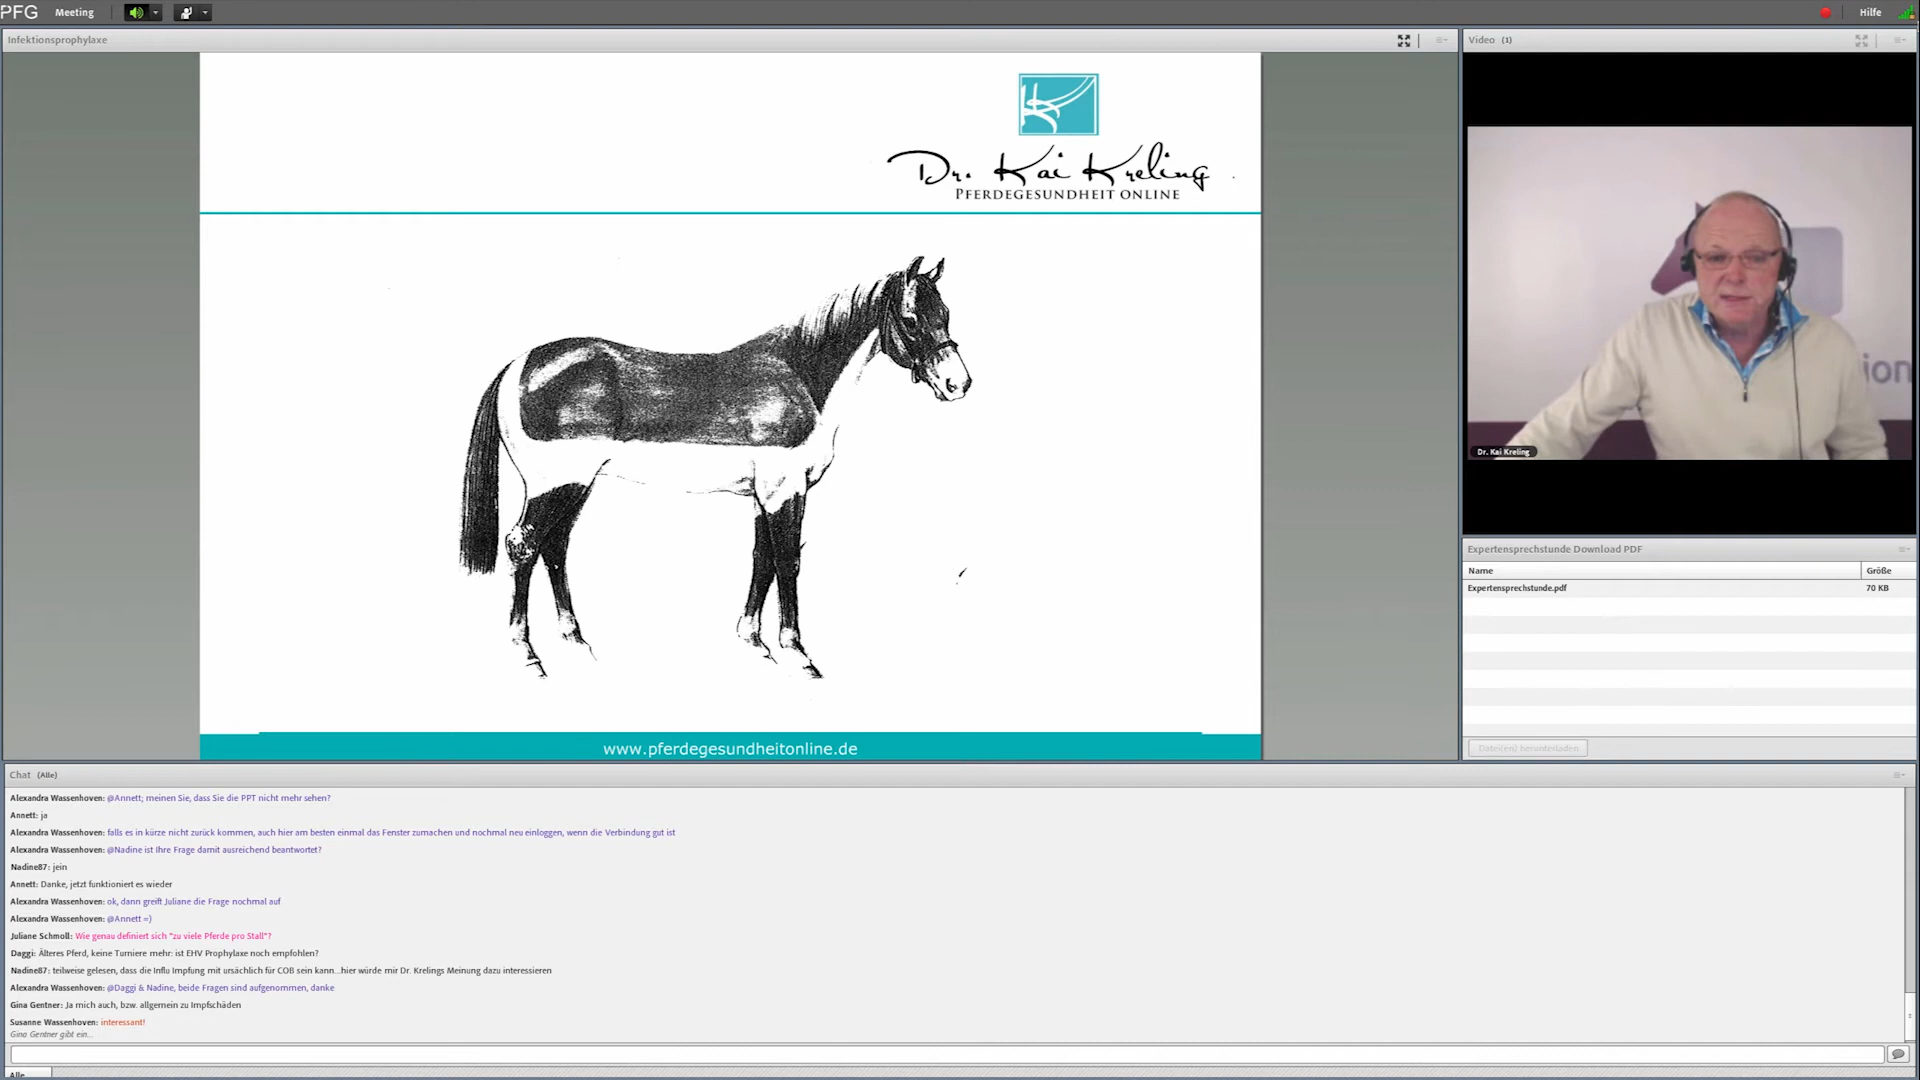 PFG Meeting Hilfe
Infektionsprophylaxe
Video (1)
Dr. Kai Kreling
PFERDEGESUNDHEIT ONLINE
ion
Dr. Kai Kreling
www.pferdegesundheitonline.de
Expertensprechstunde Download PDF
Name Größe
Expertensprechstunde.pdf 70 KB
Datei(en) herunterladen
Chat (Alle)
Alexandra Wassenhoven: @Annett; meinen Sie, dass Sie die PPT nicht mehr sehen?
Annett: ja
Alexandra Wassenhoven: falls es in kürze nicht zurück kommen, auch hier am besten einmal das Fenster zumachen und nochmal neu einloggen, wenn die Verbindung gut ist
Alexandra Wassenhoven: @Nadine ist Ihre Frage damit ausreichend beantwortet?
Nadine87: jein
Annett: Danke, jetzt funktioniert es wieder
Alexandra Wassenhoven: ok, dann greift Juliane die Frage nochmal auf
Alexandra Wassenhoven: @Annett =)
Juliane Schmoll: Wie genau definiert sich "zu viele Pferde pro Stall"?
Daggi: Älteres Pferd, keine Turniere mehr: ist EHV Prophylaxe noch empfohlen?
Nadine87: teilweise gelesen, dass die Influ Impfung mit ursächlich für COB sein kann...hier würde mir Dr. Krelings Meinung dazu interessieren
Alexandra Wassenhoven: @Daggi & Nadine, beide Fragen sind aufgenommen, danke
Gina Gentner: Ja mich auch, bzw. allgemein zu Impfschäden
Susanne Wassenhoven: interessant!
Gina Gentner gibt ein...
Alle